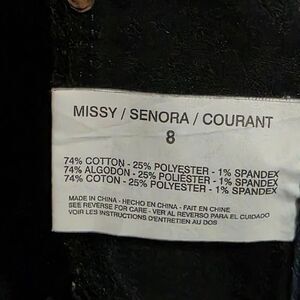 MISSY / SENORA / COURANT
8
74% COTTON - 25% POLYESTER - 1% SPANDEX
74% ALGODON - 25% POLIÉSTER - 1% SPANDEX
74% COTON - 25% POLYESTER - 1% SPANDEX
MADE IN CHINA - HECHO EN CHINA - FAIT EN CHINE
SEE REVERSE FOR CARE - VER AL REVERSO PARA EL CUIDADO
VOIR LES INSTRUCTIONS D'ENTRETIEN AU DOS